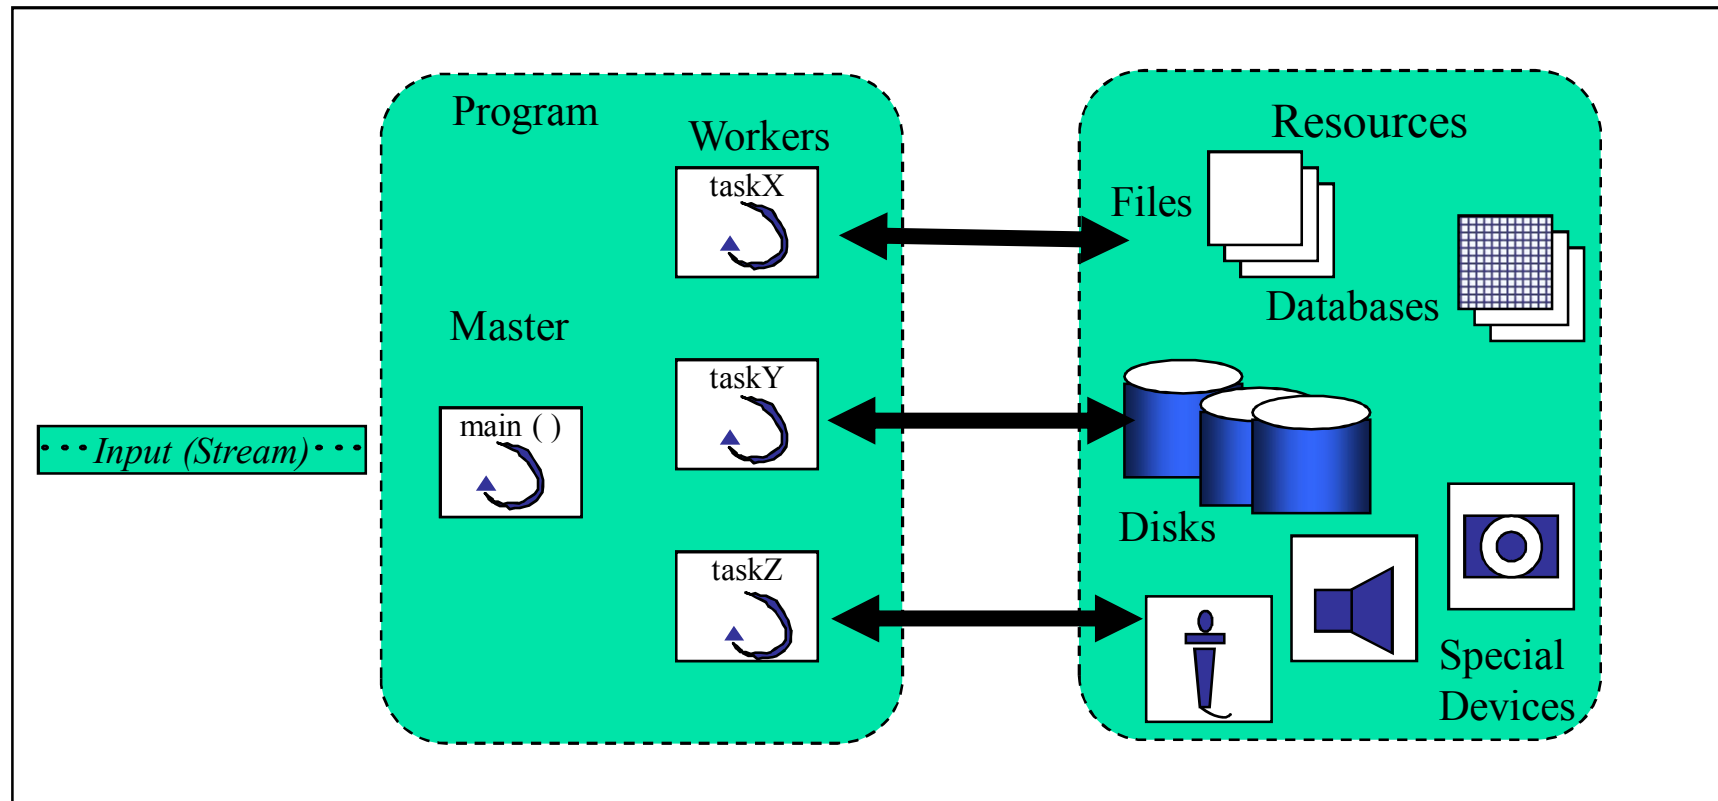 Program
Workers
taskX
Master
taskY
main ( )
taskZ
Input (Stream)
Resources
Files
Databases
Disks
Special
Devices